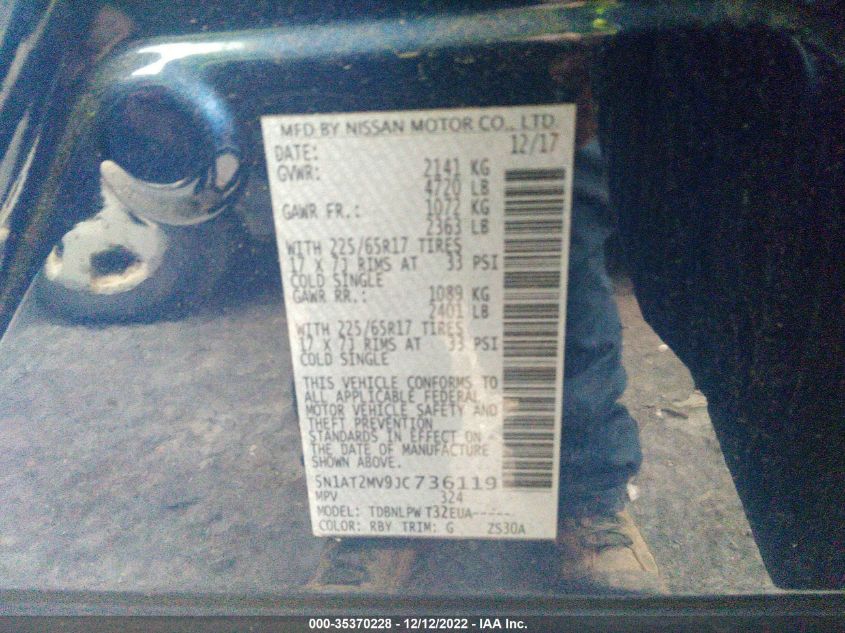 MFD BY NISSAN MOTOR CO., LTD.
DATE: 12/17
GVWR: 2141 KG
4720 LB
GAWR FR.: 1072 KG
2363 LB
WITH 225/65R17 TIRES
17 X 7J RIMS AT 33 PSI
COLD SINGLE
GAWR RR.: 1089 KG
2401 LB
WITH 225/65R17 TIRES
17 X 7J RIMS AT 33 PSI
COLD SINGLE
THIS VEHICLE CONFORMS TO
ALL APPLICABLE FEDERAL
MOTOR VEHICLE SAFETY AND
THEFT PREVENTION
STANDARDS IN EFFECT ON
THE DATE OF MANUFACTURE
SHOWN ABOVE.
5N1AT2MV9JC736119
MPV 324
MODEL: TDBNLPWT32EUA-----
COLOR: RBY TRIM: G ZS30A
000-35370228 - 12/12/2022 - IAA Inc.